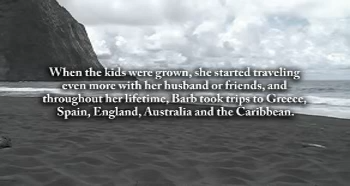 When the kids were grown, she started traveling
even more with her husband or friends, and
throughout her lifetime, Barb took trips to Greece,
Spain, England, Australia and the Caribbean.